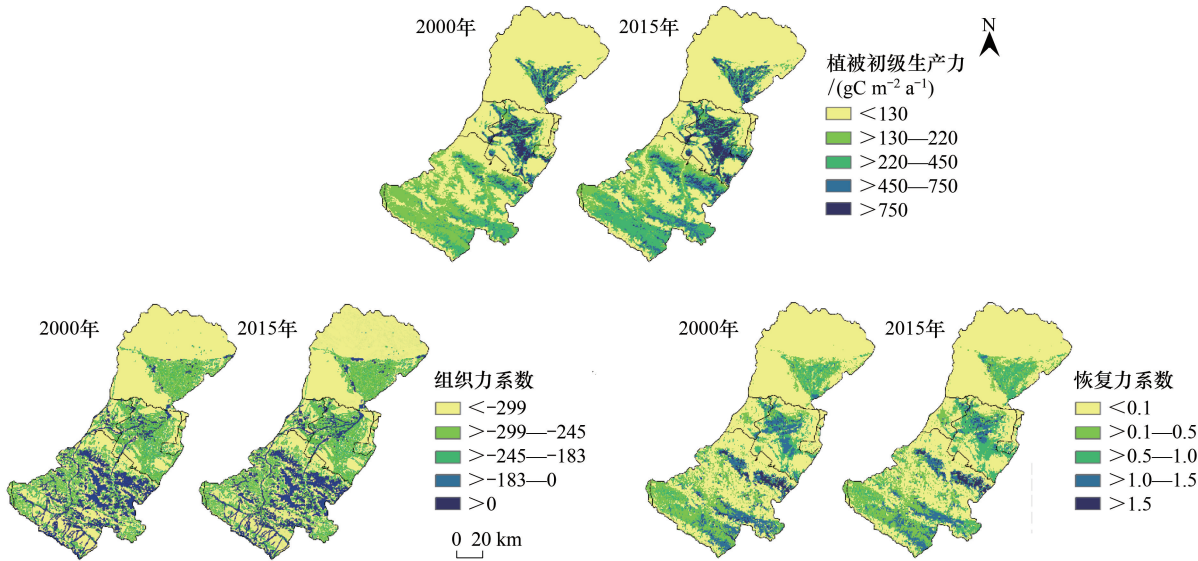 2000年
2015年
N
植被初级生产力
/(gC m⁻² a⁻¹)
<130
>130—220
>220—450
>450—750
>750
2000年
2015年
组织力系数
<-299
>-299—-245
>-245—-183
>-183—0
>0
0 20 km
2000年
2015年
恢复力系数
<0.1
>0.1—0.5
>0.5—1.0
>1.0—1.5
>1.5